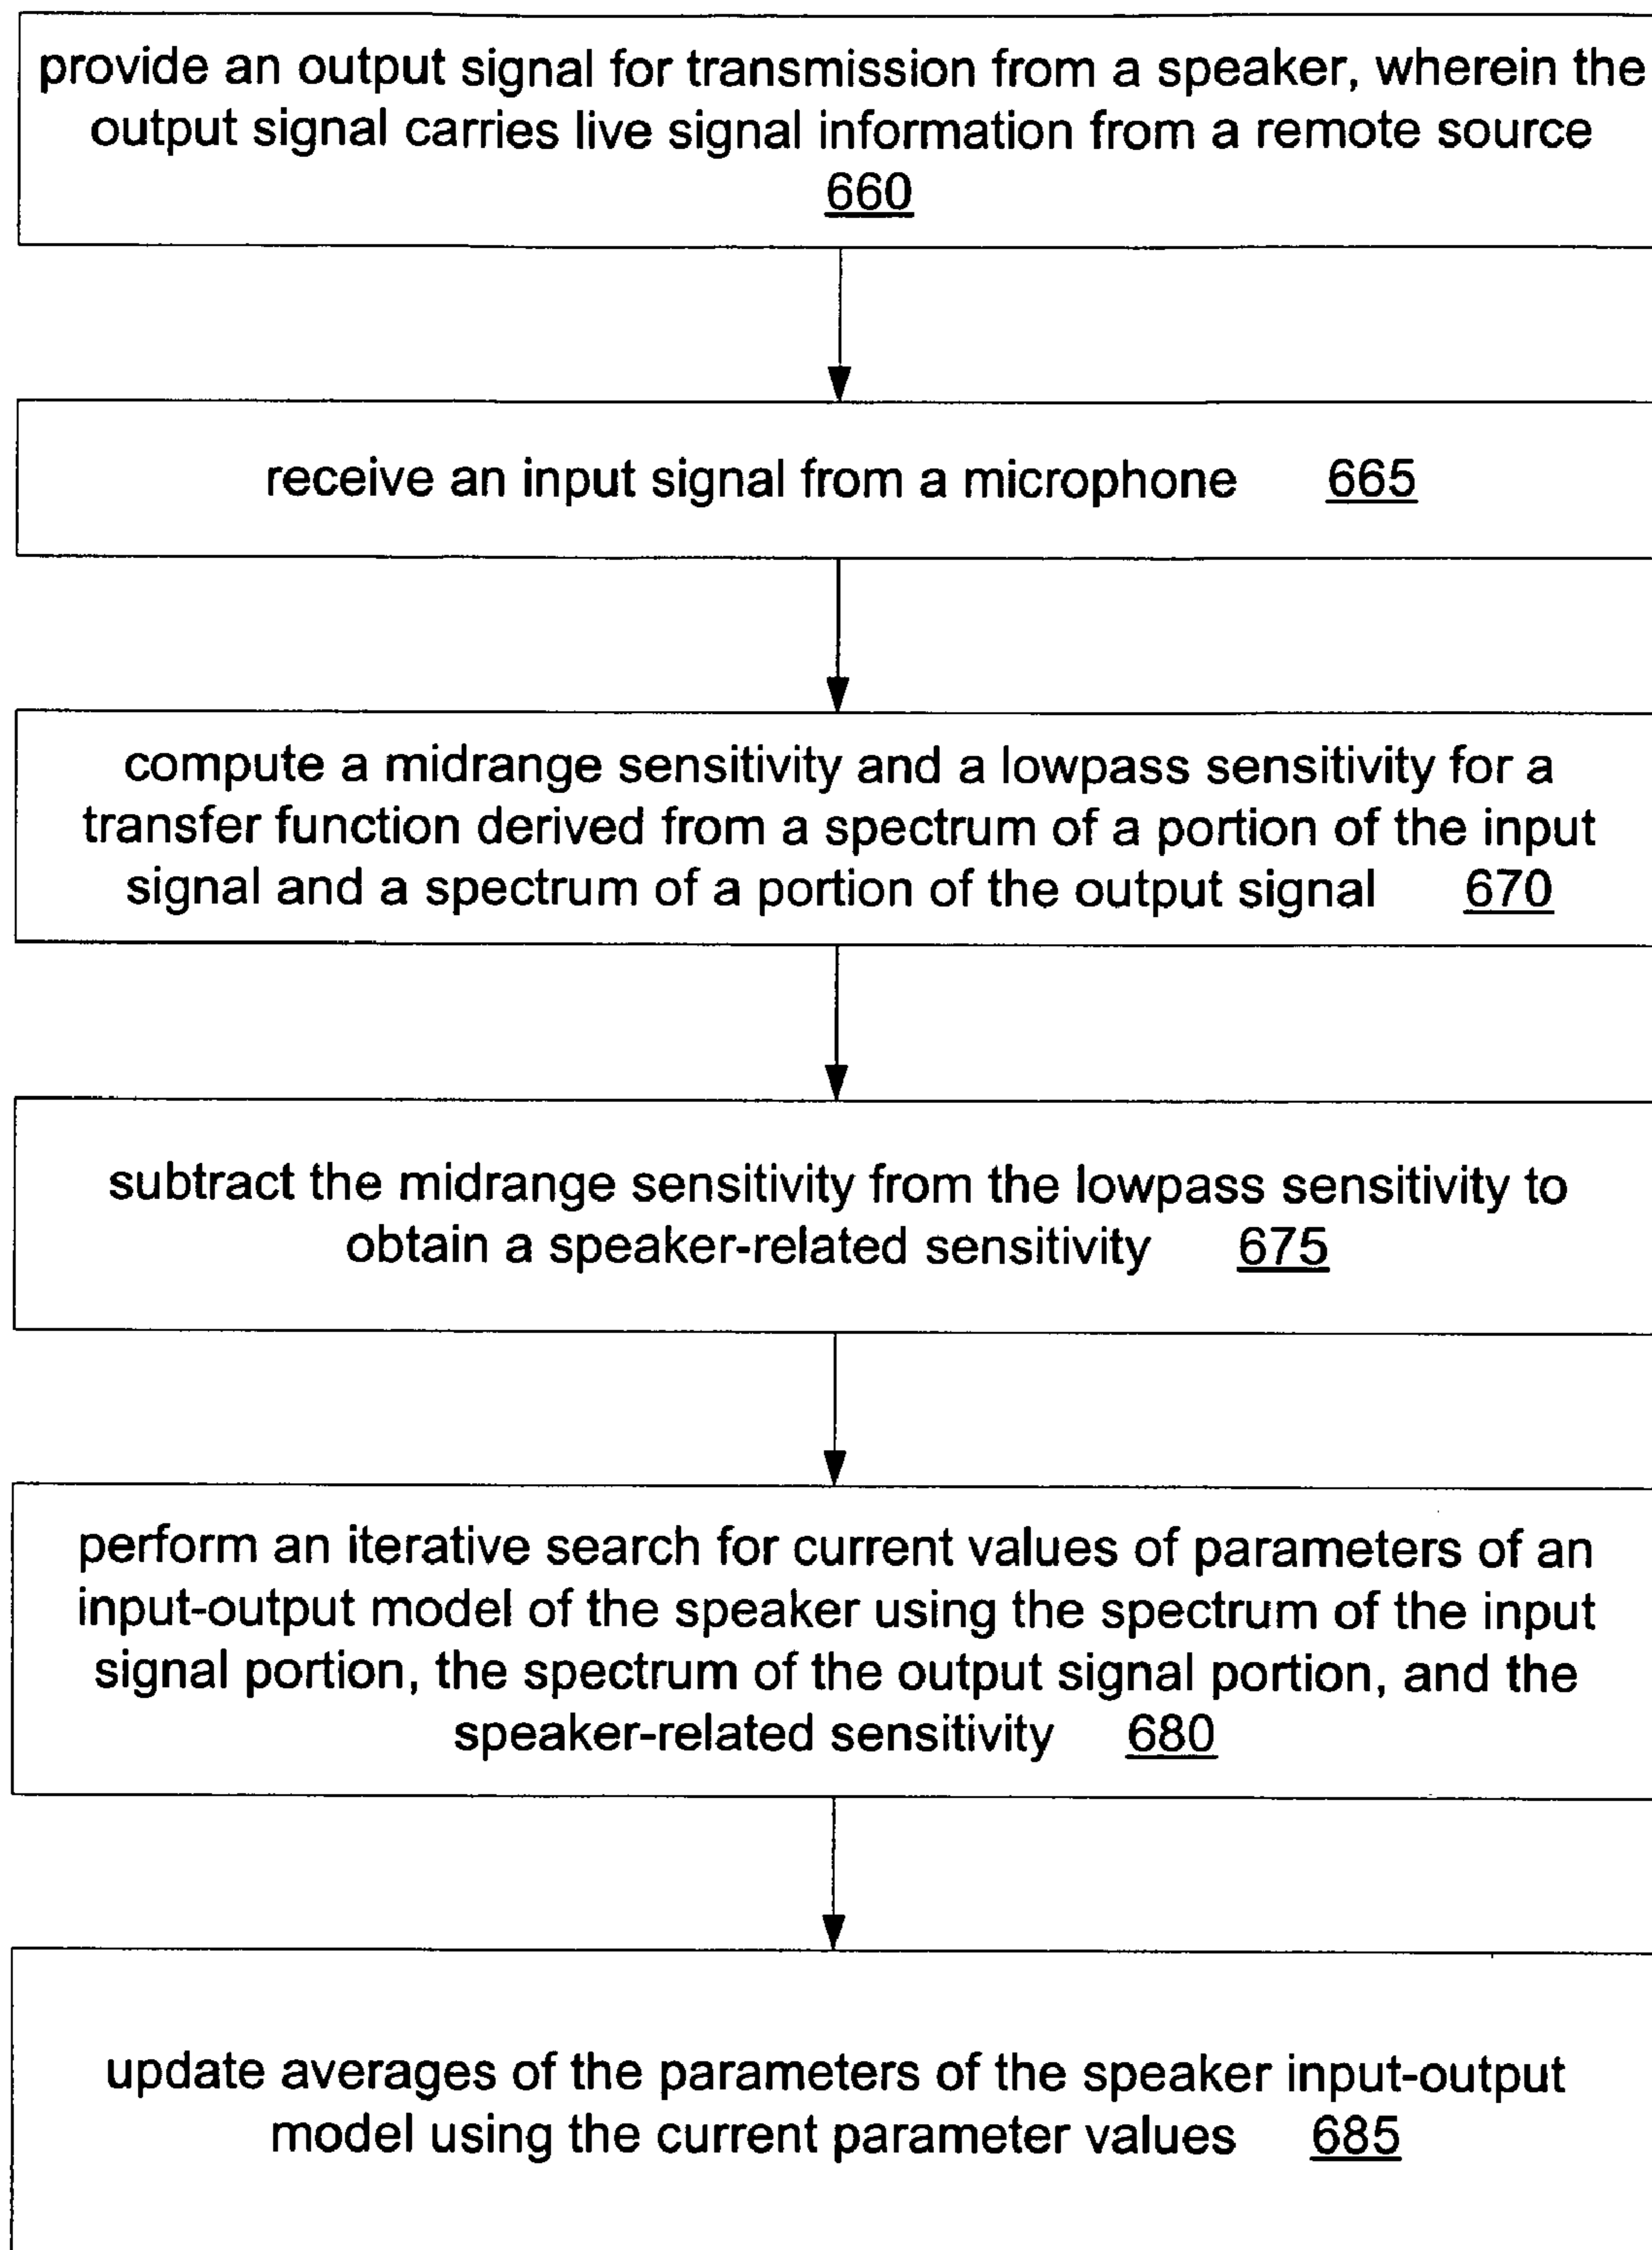 provide an output signal for transmission from a speaker, wherein the
output signal carries live signal information from a remote source
660
receive an input signal from a microphone 665
compute a midrange sensitivity and a lowpass sensitivity for a
transfer function derived from a spectrum of a portion of the input
signal and a spectrum of a portion of the output signal 670
subtract the midrange sensitivity from the lowpass sensitivity to
obtain a speaker-related sensitivity 675
perform an iterative search for current values of parameters of an
input-output model of the speaker using the spectrum of the input
signal portion, the spectrum of the output signal portion, and the
speaker-related sensitivity 680
update averages of the parameters of the speaker input-output
model using the current parameter values 685